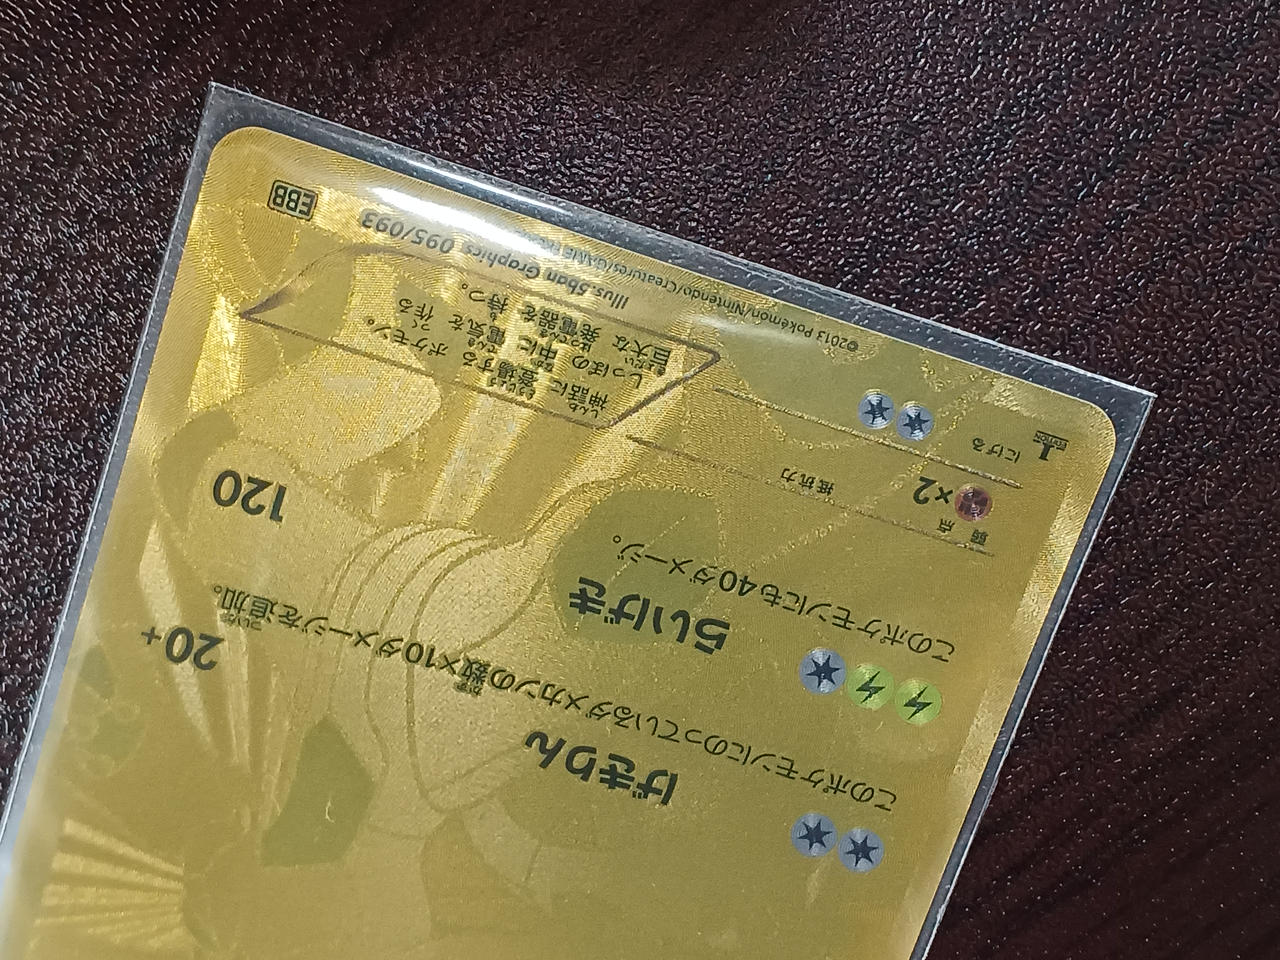 げきりん 20+
このポケモンにのっているダメカンの数×10ダメージを追加。
らいげき 120
このポケモンにも40ダメージ。
弱点
×2
抵抗力
にげる
神話に登場するポケモン。
しっぽの中に電気を作る
巨大な発電器を持つ。
Illus.5ban Graphics 095/093
EBB
1 EDITION
©2013 Pokémon/Nintendo/Creatures/GAME FREAK